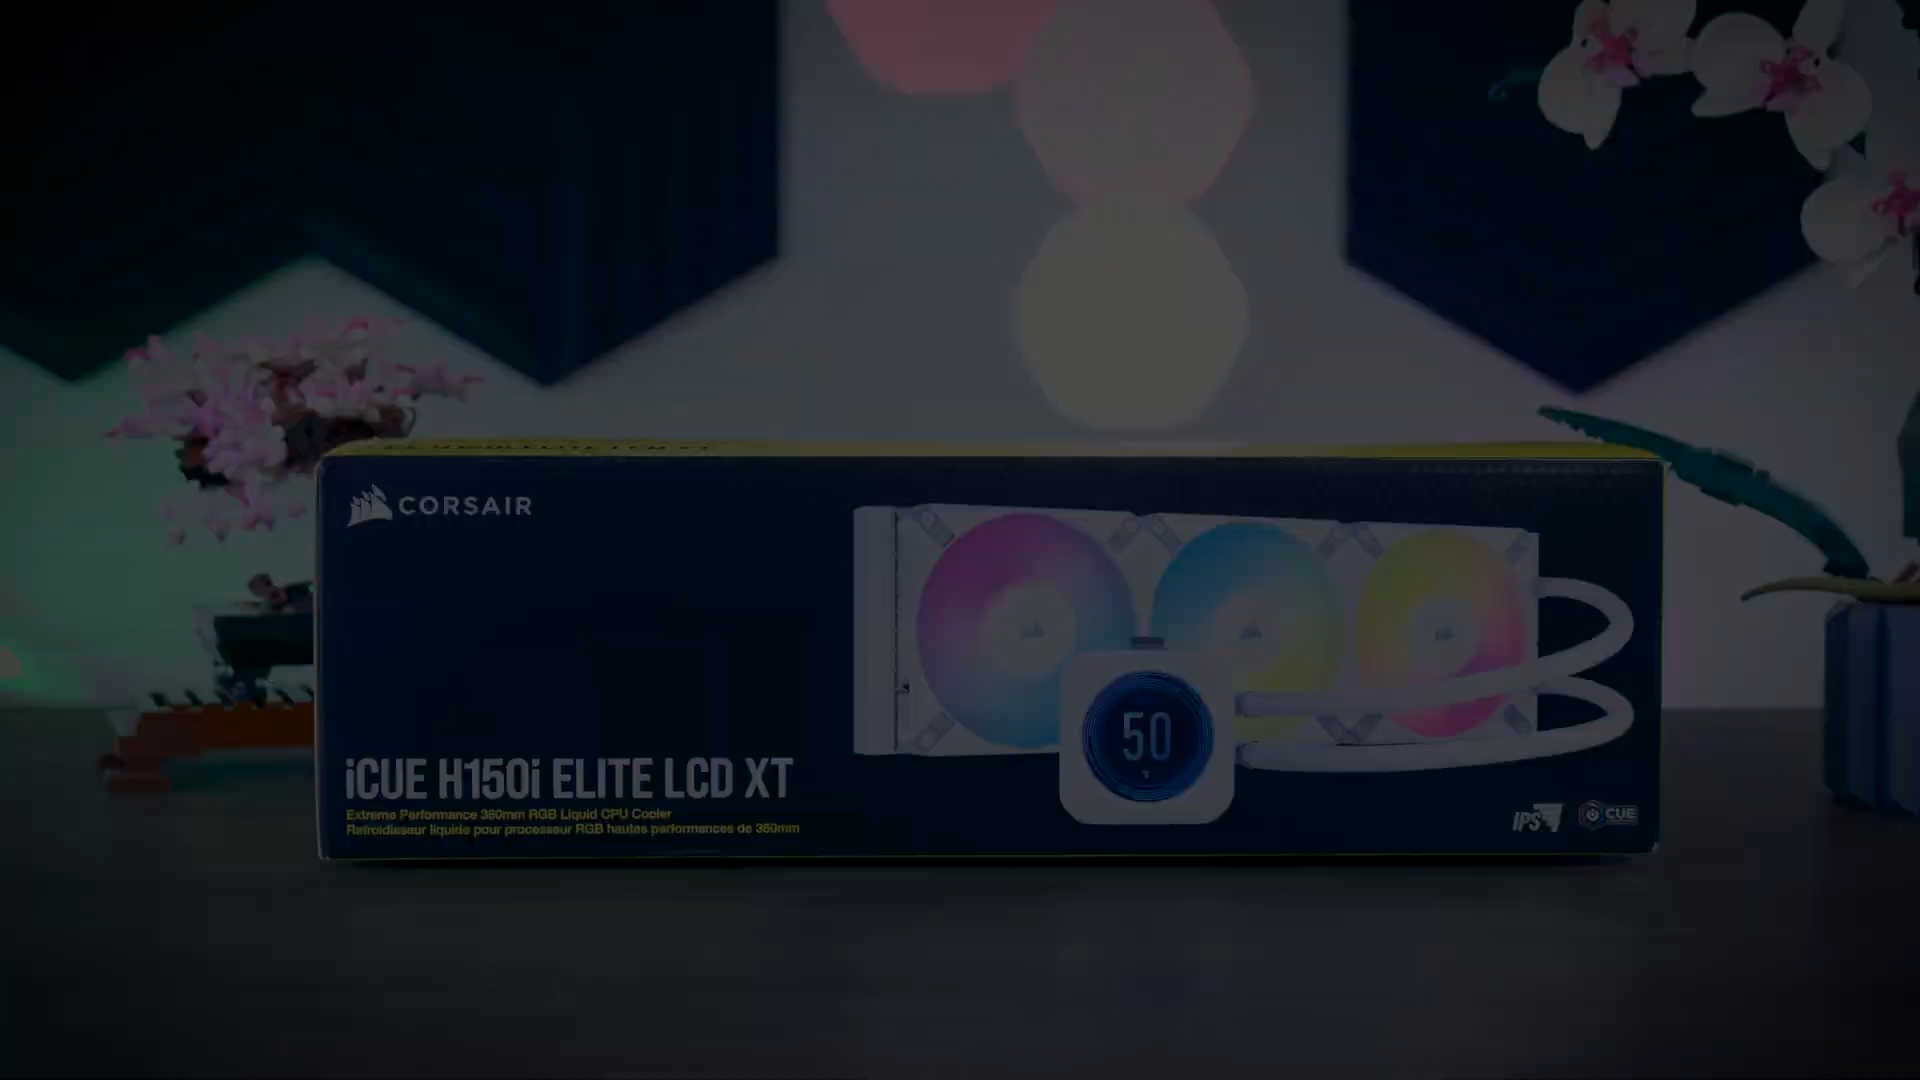 CORSAIR
50
°C
iCUE H150i ELITE LCD XT
Extreme Performance 360mm RGB Liquid CPU Cooler
Refroidisseur liquide pour processeur RGB hautes performances de 360mm
IPS
iCUE